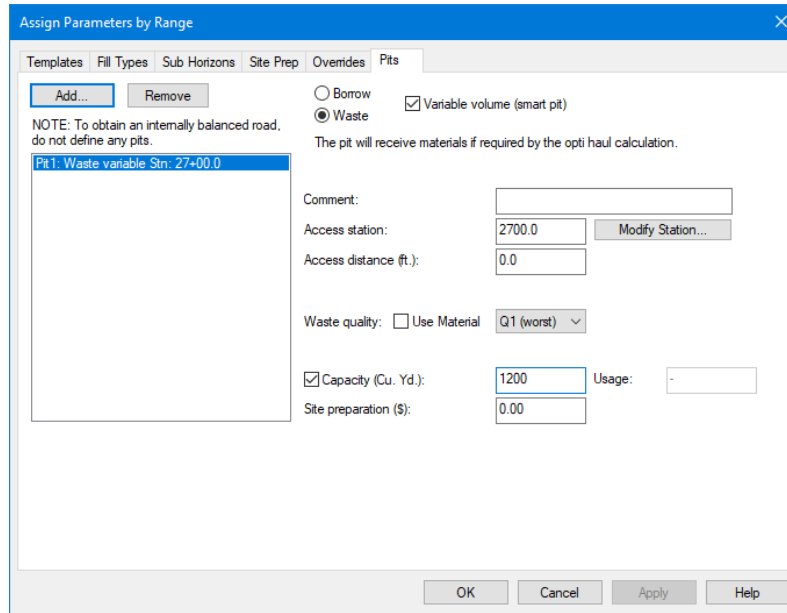 Assign Parameters by Range
Templates Fill Types Sub Horizons Site Prep Overrides Pits
Add... Remove
NOTE: To obtain an internally balanced road,
do not define any pits.
Pit1: Waste variable Stn: 27+00.0
Borrow
Waste
Variable volume (smart pit)
The pit will receive materials if required by the opti haul calculation.
Comment:
Access station: 2700.0 Modify Station...
Access distance (ft.): 0.0
Waste quality: Use Material Q1 (worst)
Capacity (Cu. Yd.): 1200 Usage: -
Site preparation ($): 0.00
OK Cancel Apply Help